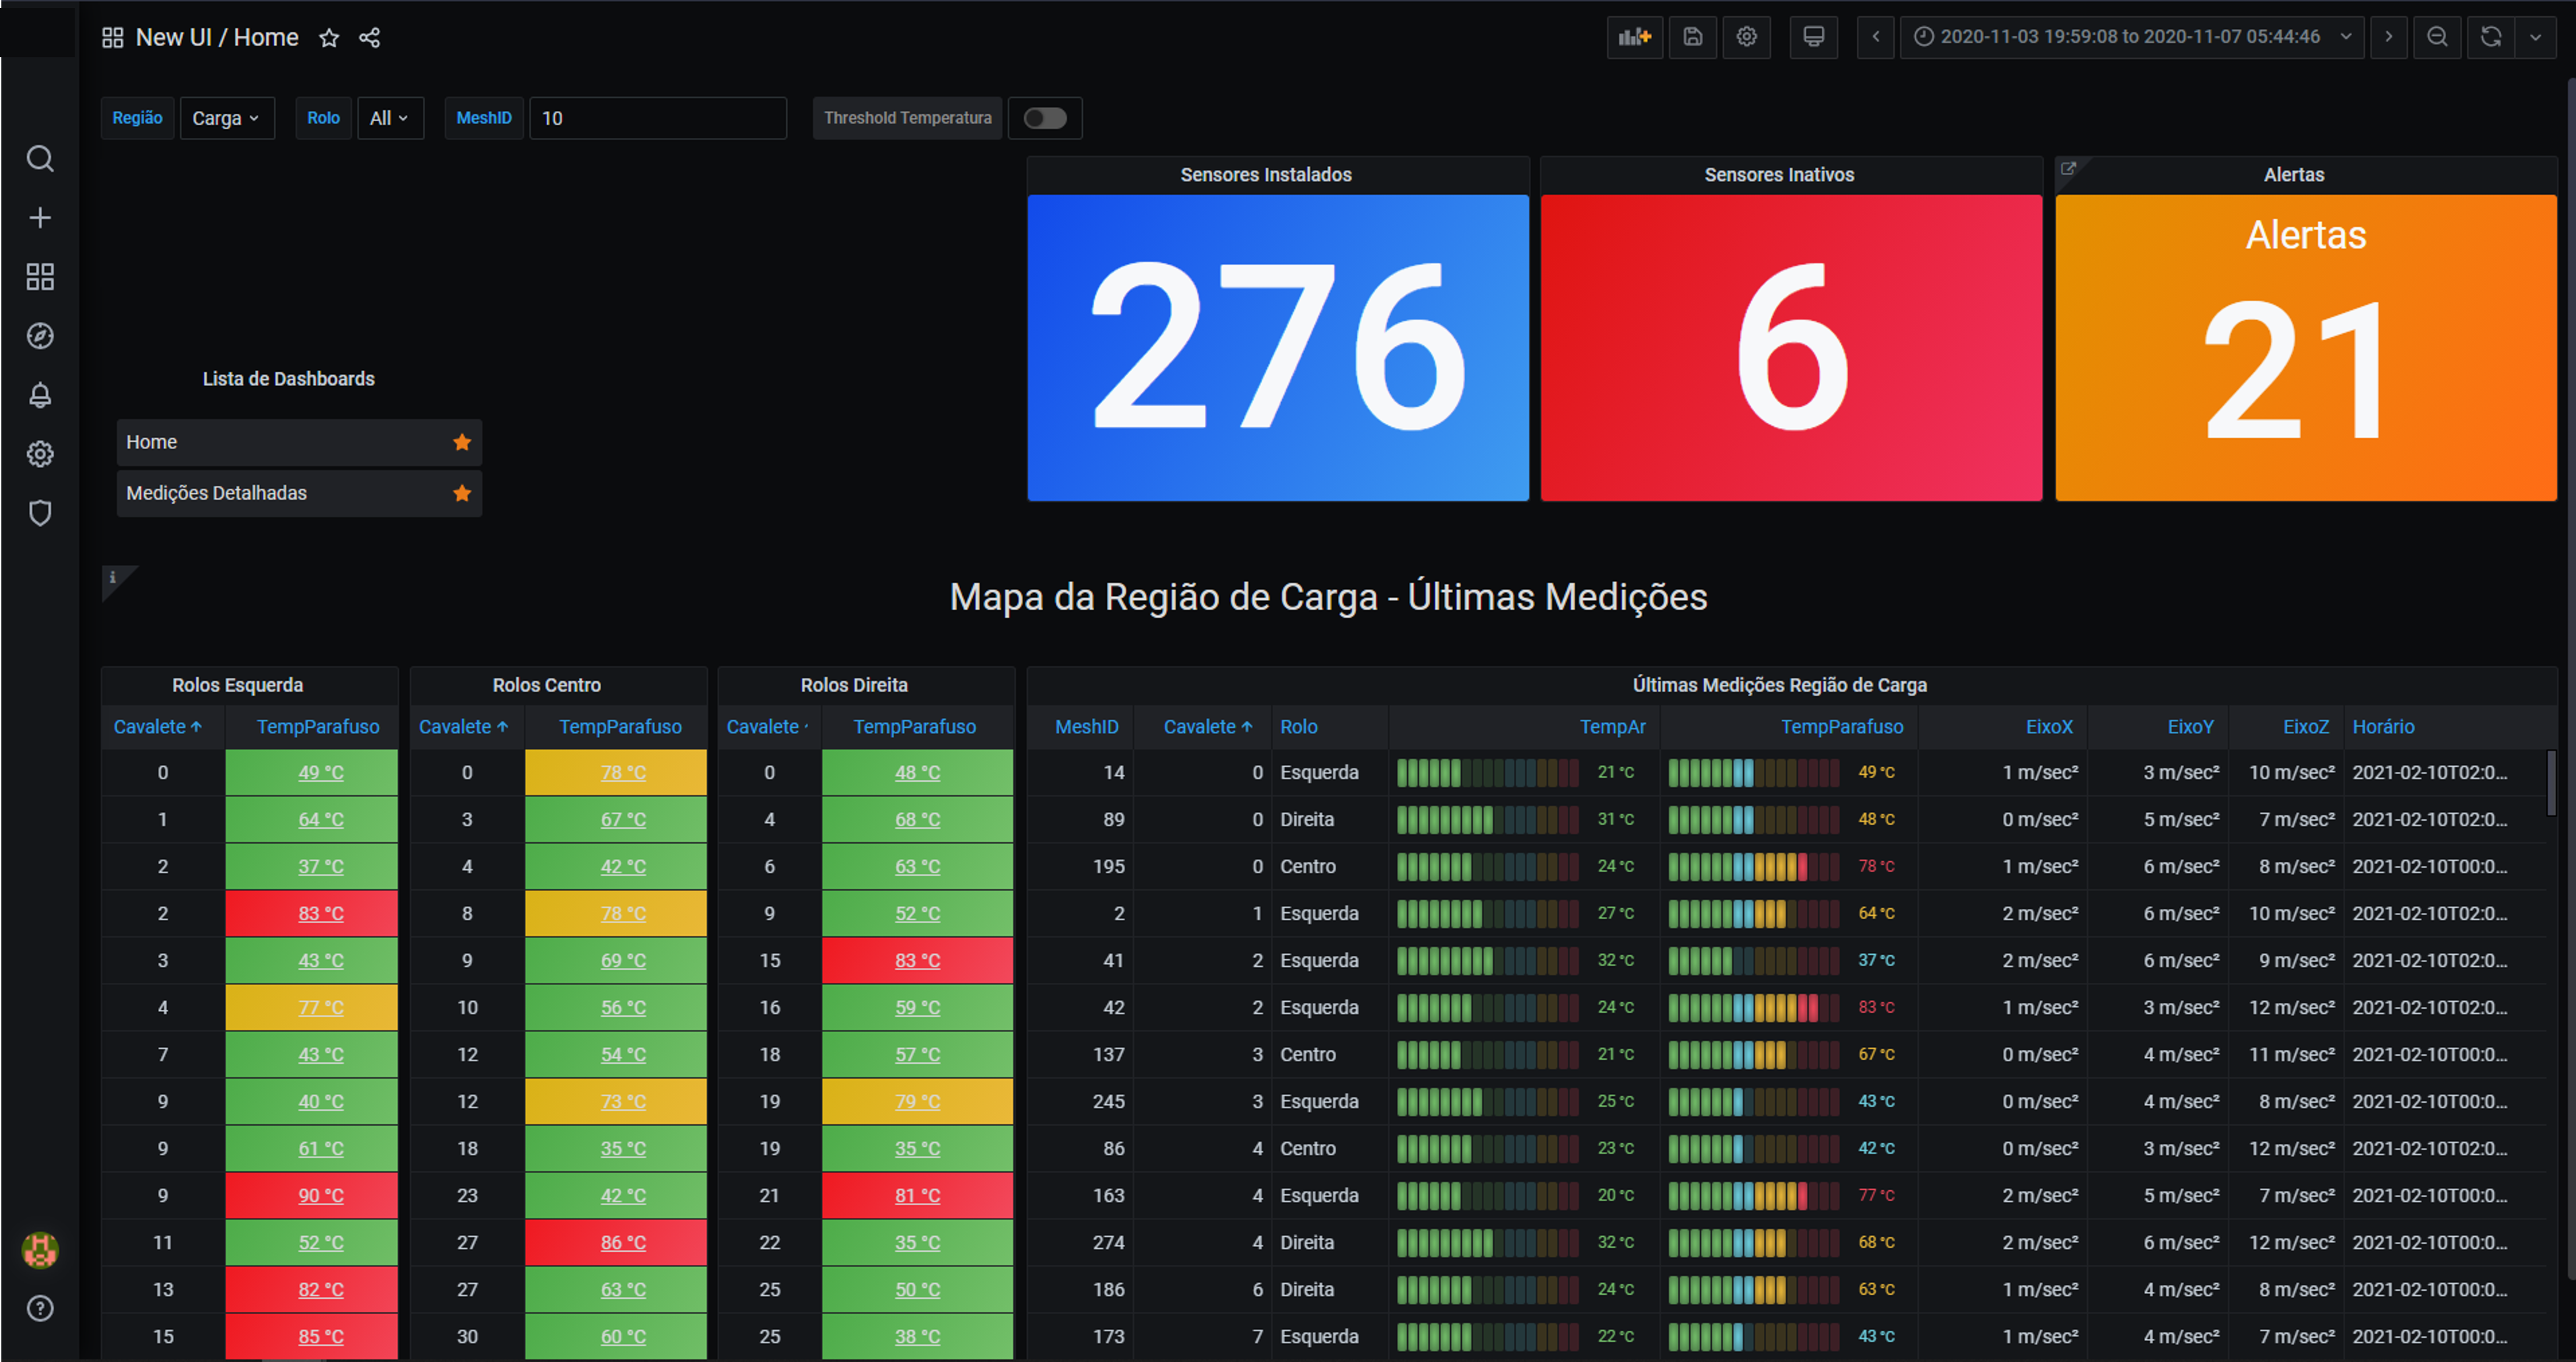 New UI / Home
2020-11-03 19:59:08 to 2020-11-07 05:44:46
Região Carga Rolo All MeshID 10 Threshold Temperatura
Sensores Instalados
276
Sensores Inativos
6
Alertas
Alertas
21
Lista de Dashboards
Home
Medições Detalhadas
i
Mapa da Região de Carga - Últimas Medições
Rolos Esquerda
Cavalete TempParafuso
0 49 °C
1 64 °C
2 37 °C
2 83 °C
3 43 °C
4 77 °C
7 43 °C
9 40 °C
9 61 °C
9 90 °C
11 52 °C
13 82 °C
15 85 °C
Rolos Centro
Cavalete TempParafuso
0 78 °C
3 67 °C
4 42 °C
8 78 °C
9 69 °C
10 56 °C
12 54 °C
12 73 °C
18 35 °C
23 42 °C
27 86 °C
27 63 °C
30 60 °C
Rolos Direita
Cavalete TempParafuso
0 48 °C
4 68 °C
6 63 °C
9 52 °C
15 83 °C
16 59 °C
18 57 °C
19 79 °C
19 35 °C
21 81 °C
22 35 °C
25 50 °C
25 38 °C
Últimas Medições Região de Carga
MeshID Cavalete Rolo TempAr TempParafuso EixoX EixoY EixoZ Horário
14 0 Esquerda 21 °C 49 °C 1 m/sec² 3 m/sec² 10 m/sec² 2021-02-10T02:0...
89 0 Direita 31 °C 48 °C 0 m/sec² 5 m/sec² 7 m/sec² 2021-02-10T02:0...
195 0 Centro 24 °C 78 °C 1 m/sec² 6 m/sec² 8 m/sec² 2021-02-10T00:0...
2 1 Esquerda 27 °C 64 °C 2 m/sec² 6 m/sec² 10 m/sec² 2021-02-10T02:0...
41 2 Esquerda 32 °C 37 °C 2 m/sec² 6 m/sec² 9 m/sec² 2021-02-10T02:0...
42 2 Esquerda 24 °C 83 °C 1 m/sec² 3 m/sec² 12 m/sec² 2021-02-10T02:0...
137 3 Centro 21 °C 67 °C 0 m/sec² 4 m/sec² 11 m/sec² 2021-02-10T00:0...
245 3 Esquerda 25 °C 43 °C 0 m/sec² 4 m/sec² 8 m/sec² 2021-02-10T00:0...
86 4 Centro 23 °C 42 °C 0 m/sec² 3 m/sec² 12 m/sec² 2021-02-10T02:0...
163 4 Esquerda 20 °C 77 °C 2 m/sec² 5 m/sec² 7 m/sec² 2021-02-10T00:0...
274 4 Direita 32 °C 68 °C 2 m/sec² 6 m/sec² 12 m/sec² 2021-02-10T00:0...
186 6 Direita 24 °C 63 °C 1 m/sec² 4 m/sec² 8 m/sec² 2021-02-10T00:0...
173 7 Esquerda 22 °C 43 °C 1 m/sec² 4 m/sec² 7 m/sec² 2021-02-10T00:0...